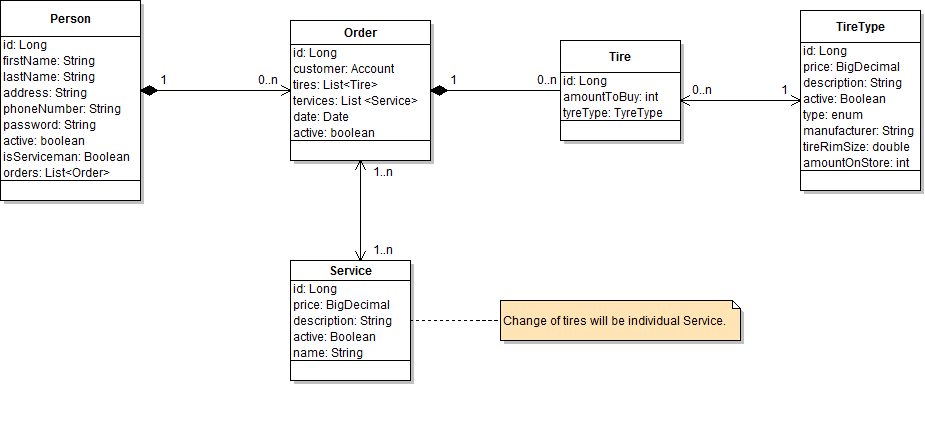 Person
id: Long
firstName: String
lastName: String
address: String
phoneNumber: String
password: String
active: boolean
isServiceman: Boolean
orders: List<Order>
1
0..n
Order
id: Long
customer: Account
tires: List<Tire>
tervices: List <Service>
date: Date
active: boolean
1
0..n
Tire
id: Long
amountToBuy: int
tyreType: TyreType
0..n
1
TireType
id: Long
price: BigDecimal
description: String
active: Boolean
type: enum
manufacturer: String
tireRimSize: double
amountOnStore: int
1..n
1..n
Service
id: Long
price: BigDecimal
description: String
active: Boolean
name: String
Change of tires will be individual Service.